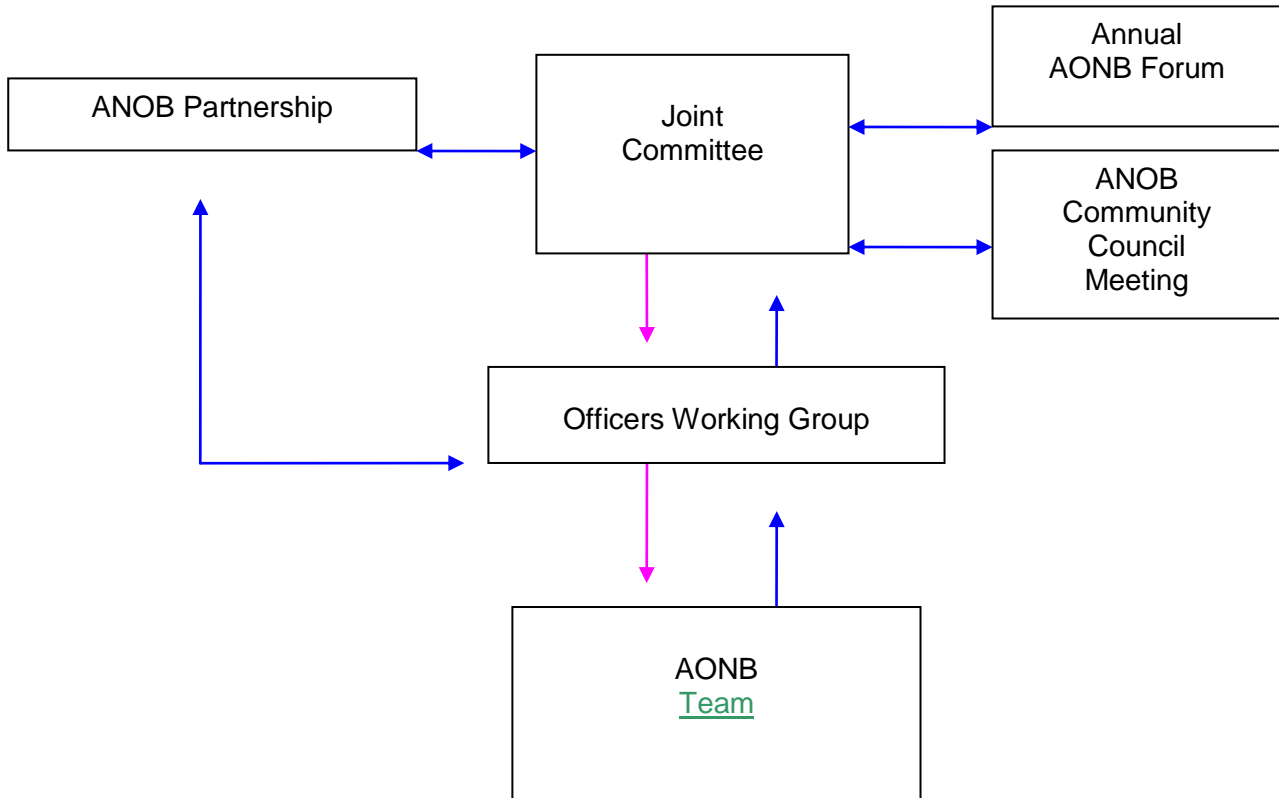 ANOB Partnership
Joint
Committee
Annual
AONB Forum
ANOB
Community
Council
Meeting
Officers Working Group
AONB
Team